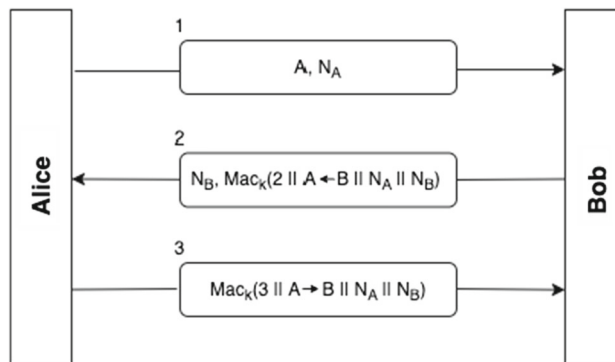 1
A, N_A
2
N_B, Mac_k(2 || A ← B || N_A || N_B)
3
Mac_k(3 || A → B || N_A || N_B)
Alice
Bob